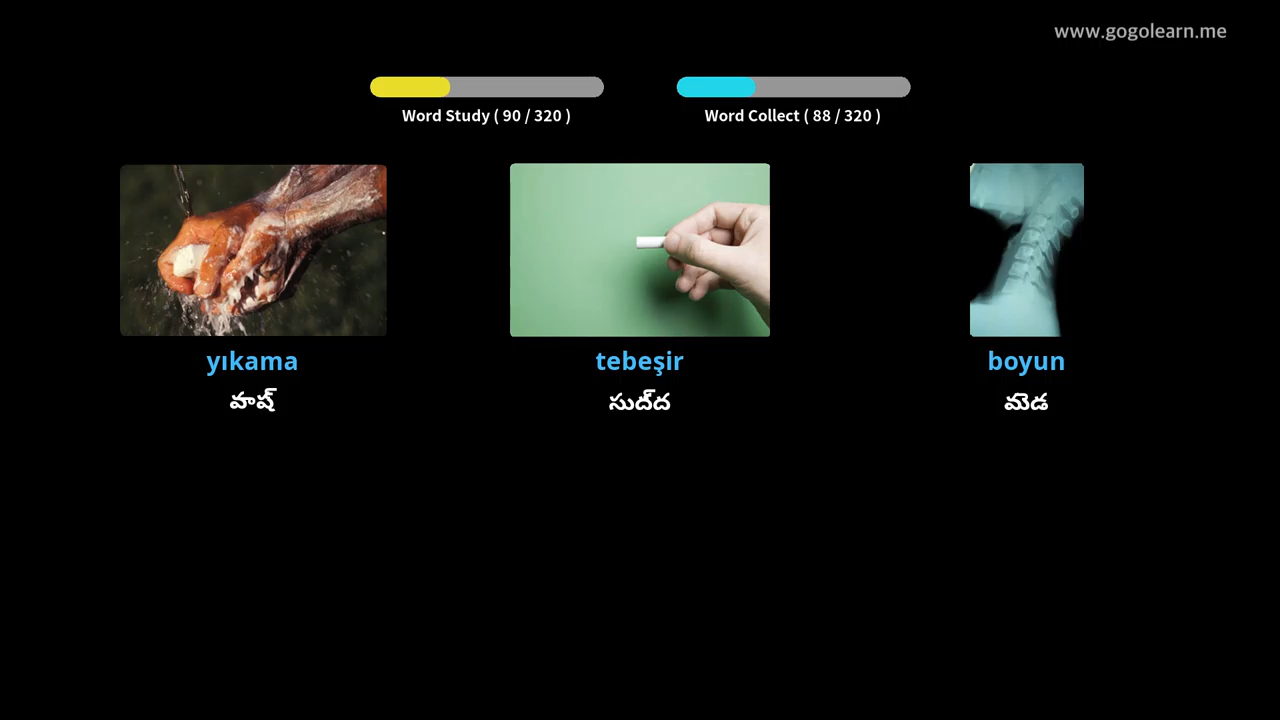 www.gogolearn.me
Word Study ( 90 / 320 )
Word Collect ( 88 / 320 )
yıkama
tebeşir
boyun
వాష్
సుద్ద
మెడ